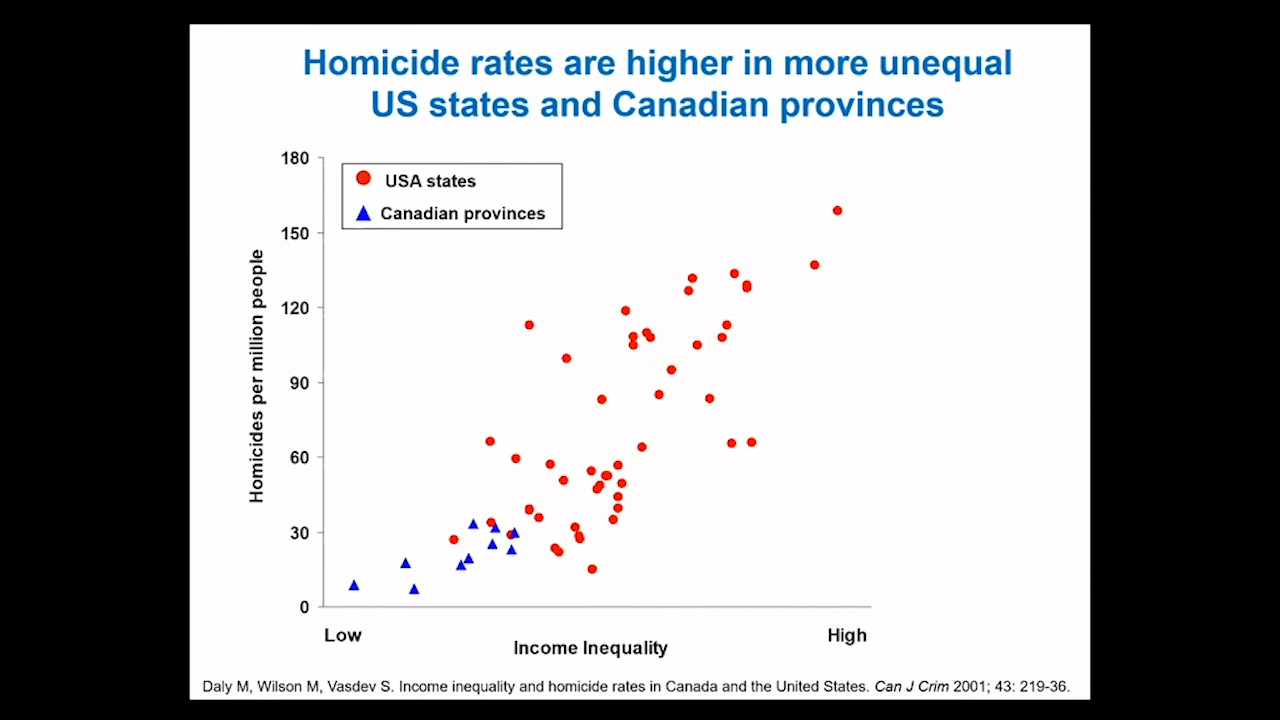 Homicide rates are higher in more unequal
US states and Canadian provinces
180
USA states
Canadian provinces
150
120
90
60
30
0
Homicides per million people
Low
High
Income Inequality
Daly M, Wilson M, Vasdev S. Income inequality and homicide rates in Canada and the United States. Can J Crim 2001; 43: 219-36.